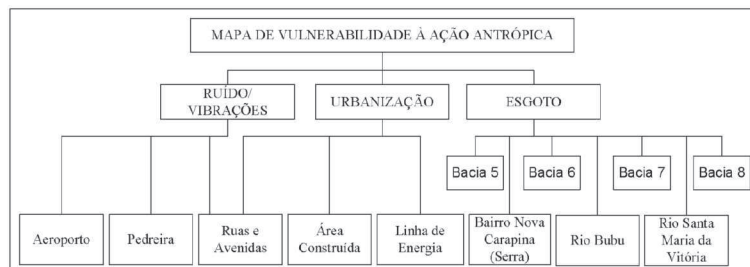 MAPA DE VULNERABILIDADE À AÇÃO ANTRÓPICA
RUÍDO/
VIBRAÇÕES
URBANIZAÇÃO
ESGOTO
Bacia 5
Bacia 6
Bacia 7
Bacia 8
Aeroporto
Pedreira
Ruas e
Avenidas
Área
Construída
Linha de
Energia
Bairro Nova
Carapina
(Serra)
Rio Bubu
Rio Santa
Maria da
Vitória